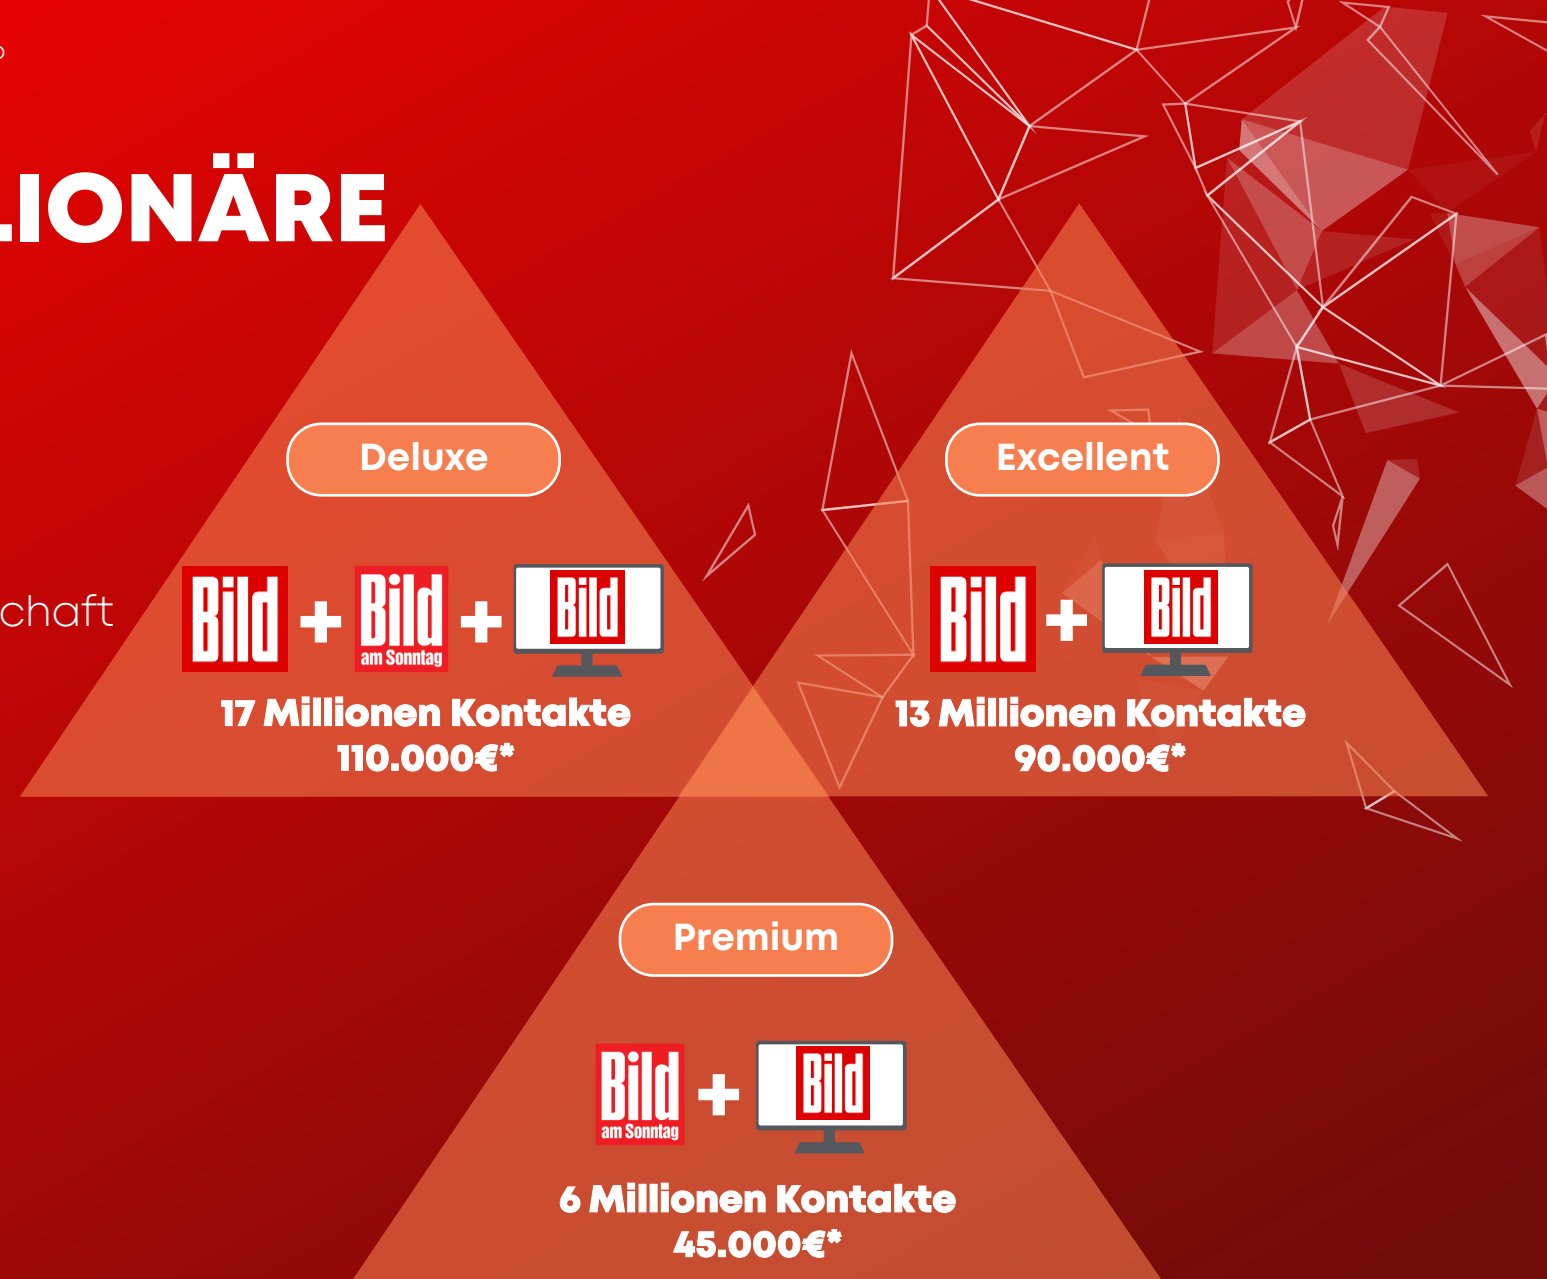 LIONÄRE
Deluxe
Excellent
chaft
Bild + Bild am Sonntag + Bild
Bild + Bild
17 Millionen Kontakte
110.000€*
13 Millionen Kontakte
90.000€*
Premium
Bild am Sonntag + Bild
6 Millionen Kontakte
45.000€*